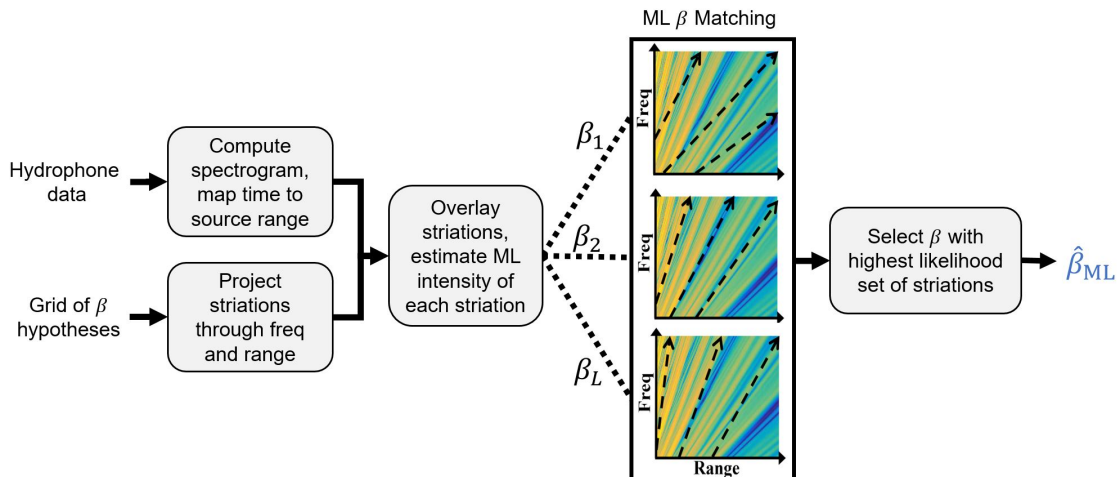 ML β Matching
Hydrophone
data
Compute
spectrogram,
map time to
source range
Grid of β
hypotheses
Project
striations
through freq
and range
Overlay
striations,
estimate ML
intensity of
each striation
β₁
β₂
β_L
Freq
Freq
Freq
Range
Select β with
highest likelihood
set of striations
β̂_ML